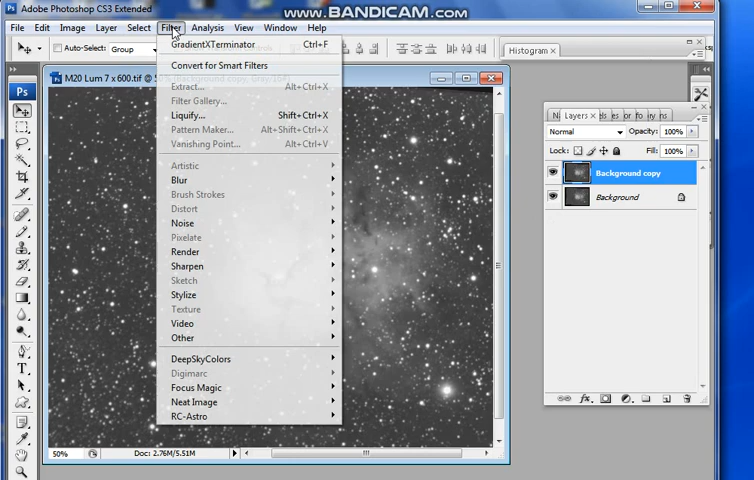 www.BANDICAM.com
Ps Adobe Photoshop CS3 Extended
File Edit Image Layer Select Filter Analysis View Window Help
Auto-Select: Group
Histogram ×
Ps
M20 Lum 7 x 600.tif @
GradientXTerminator Ctrl+F
Convert for Smart Filters
Extract... Alt+Ctrl+X
Filter Gallery...
Liquify... Shift+Ctrl+X
Pattern Maker... Alt+Shift+Ctrl+X
Vanishing Point... Alt+Ctrl+V
Artistic
Blur
Brush Strokes
Distort
Noise
Pixelate
Render
Sharpen
Sketch
Stylize
Texture
Video
Other
DeepSkyColors
Digimarc
Focus Magic
Neat Image
RC-Astro
Layers ×
Normal Opacity: 100%
Lock: Fill: 100%
Background copy
Background
fx
T
50% Doc: 2.76M/5.51M